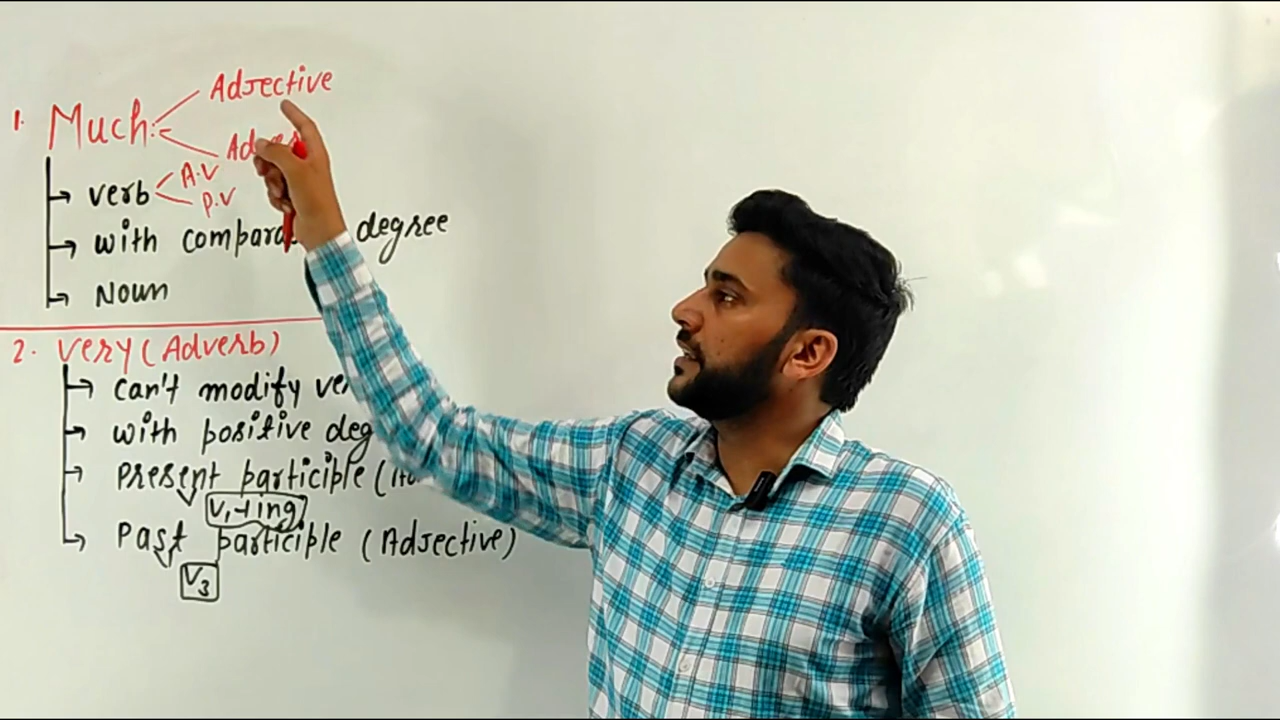 Adjective
1. Much:
verb A.V
P.V
with degree
Noun
2. very (Adverb)
can't modify
with positive
Present participle (
V₁+ing
Past participle (Adjective)
V₃